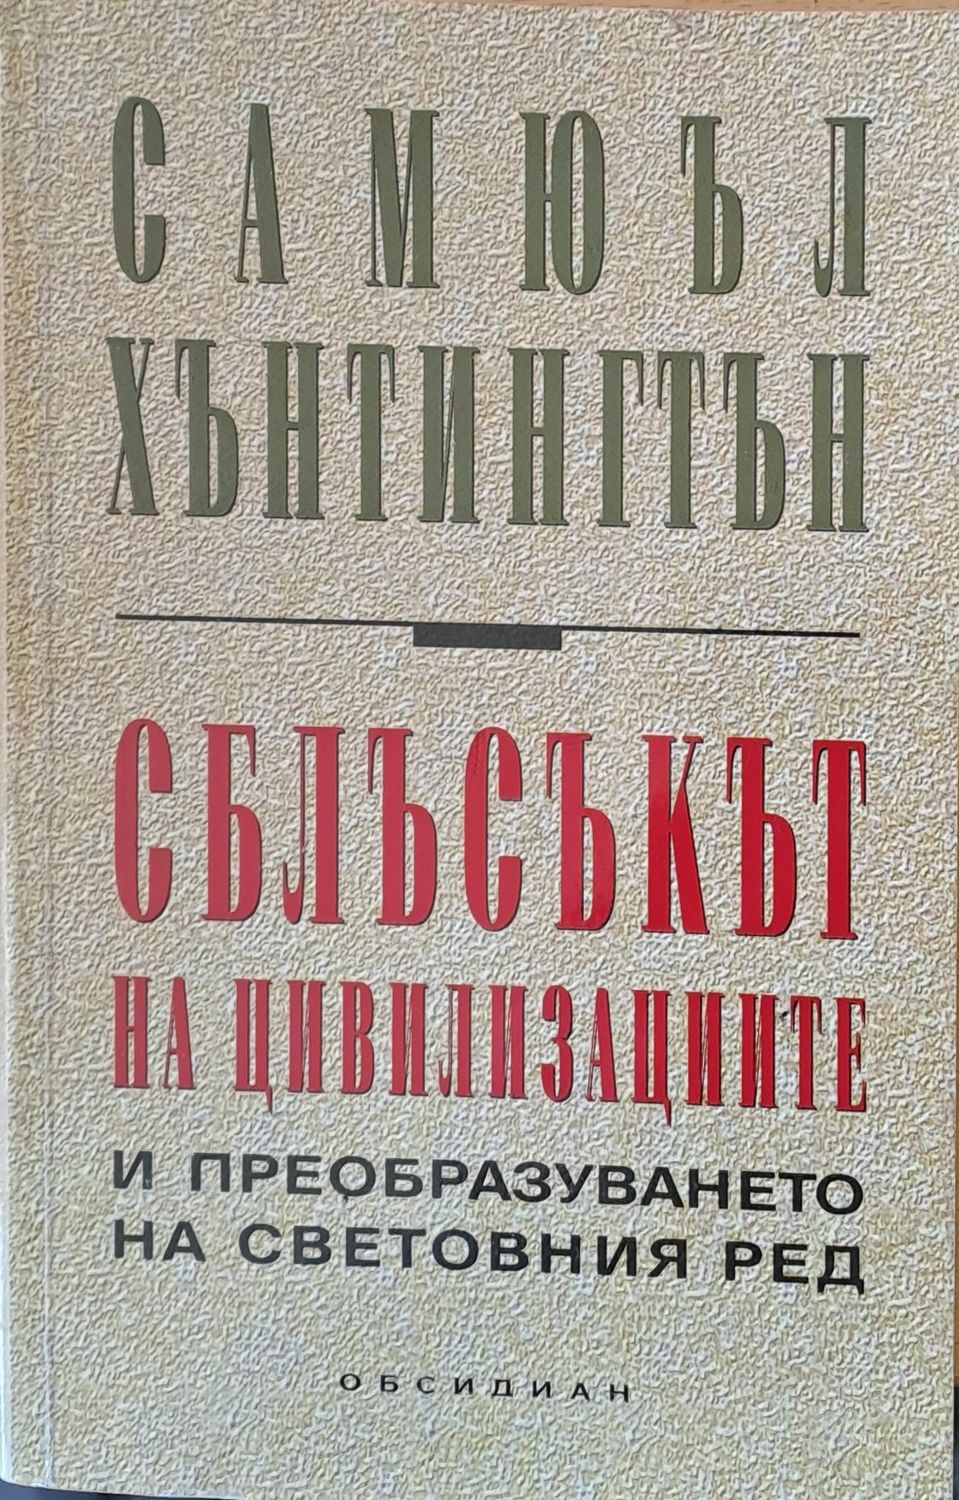 САМЮЪЛ
ХЪНТИНГТЪН
СБЛЪСЪКЪТ
НА ЦИВИЛИЗАЦИИТЕ
И ПРЕОБРАЗУВАНЕТО
НА СВЕТОВНИЯ РЕД
ОБСИДИАН